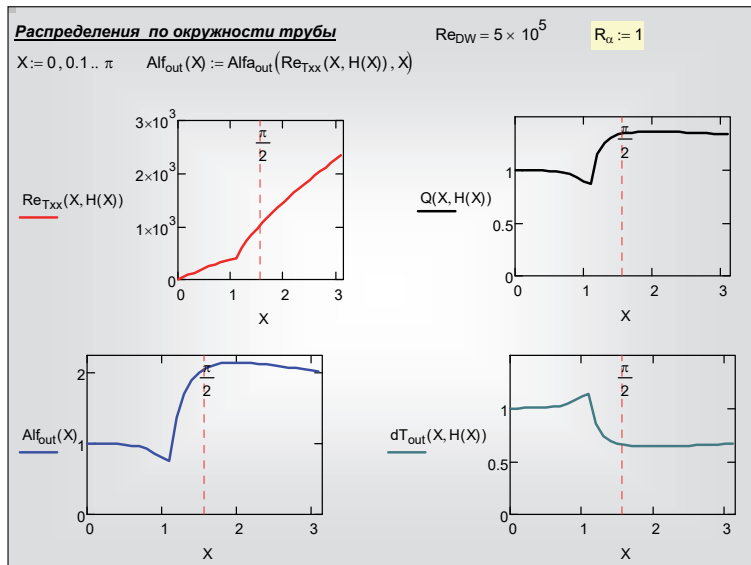 Распределения по окружности трубы
Re_DW = 5 × 10^5
R_α := 1
X := 0 , 0.1 .. π
Alf_out(X) := Alfa_out(Re_Txx(X, H(X)) , X)
3×10^3
2×10^3
1×10^3
0
Re_Txx(X, H(X))
π/2
0 1 2 3
X
1
0.5
0
Q(X, H(X))
π/2
0 1 2 3
X
2
1
0
Alf_out(X)
π/2
0 1 2 3
X
1
0.5
0
dT_out(X, H(X))
π/2
0 1 2 3
X